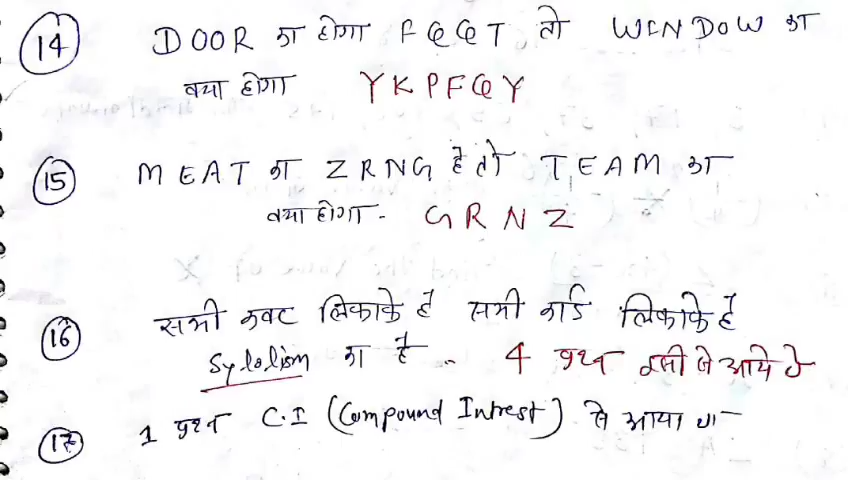 (14) DOOR का होगा FQQT तो WINDOW का
क्या होगा YKPFQY
(15) MEAT का ZRNG है तो TEAM का
क्या होगा- GRNZ
(16) सभी कवर लिफाफे है सभी कार्ड लिफाफे है
Sylolism का है - 4 प्रश्न इसी से आये है
(17) 1 प्रश्न C.I (Compound Intrest) से आया था